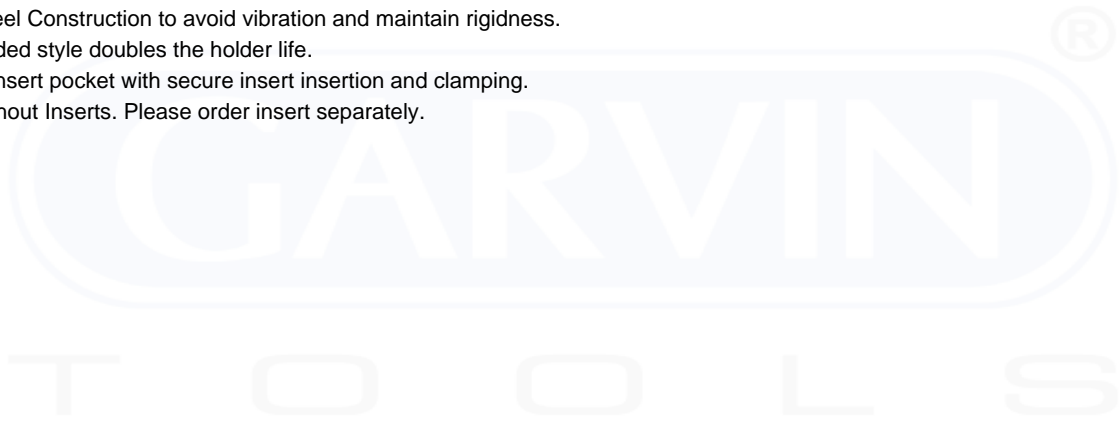 eel Construction to avoid vibration and maintain rigidness.
ded style doubles the holder life.
nsert pocket with secure insert insertion and clamping.
hout Inserts. Please order insert separately.
GARVIN
®
TOOLS